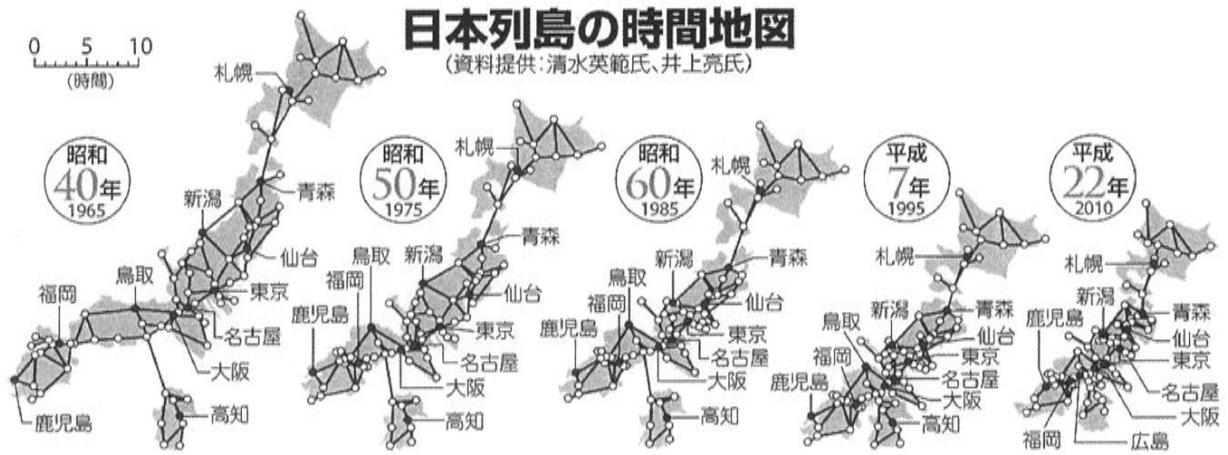 日本列島の時間地図
(資料提供:清水英範氏、井上亮氏)
0 5 10
(時間)
昭和
40年
1965
札幌
青森
新潟
仙台
鳥取
東京
福岡
名古屋
大阪
鹿児島
高知
昭和
50年
1975
札幌
青森
新潟
鳥取
仙台
福岡
鹿児島
東京
名古屋
大阪
高知
昭和
60年
1985
札幌
青森
新潟
鳥取
仙台
福岡
鹿児島
東京
名古屋
大阪
高知
平成
7年
1995
札幌
青森
新潟
仙台
鳥取
東京
福岡
名古屋
鹿児島
大阪
高知
平成
22年
2010
札幌
新潟
青森
鹿児島
仙台
東京
名古屋
大阪
福岡
広島